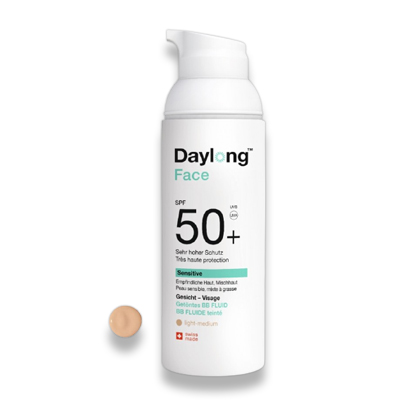 Daylong™
Face
SPF
50+
UVB
UVA
Sehr hoher Schutz
Très haute protection
Sensitive
Empfindliche Haut, Mischhaut
Peau sensible, mixte à grasse
Gesicht – Visage
Getöntes BB FLUID
BB FLUIDE teinté
light-medium
swiss
made